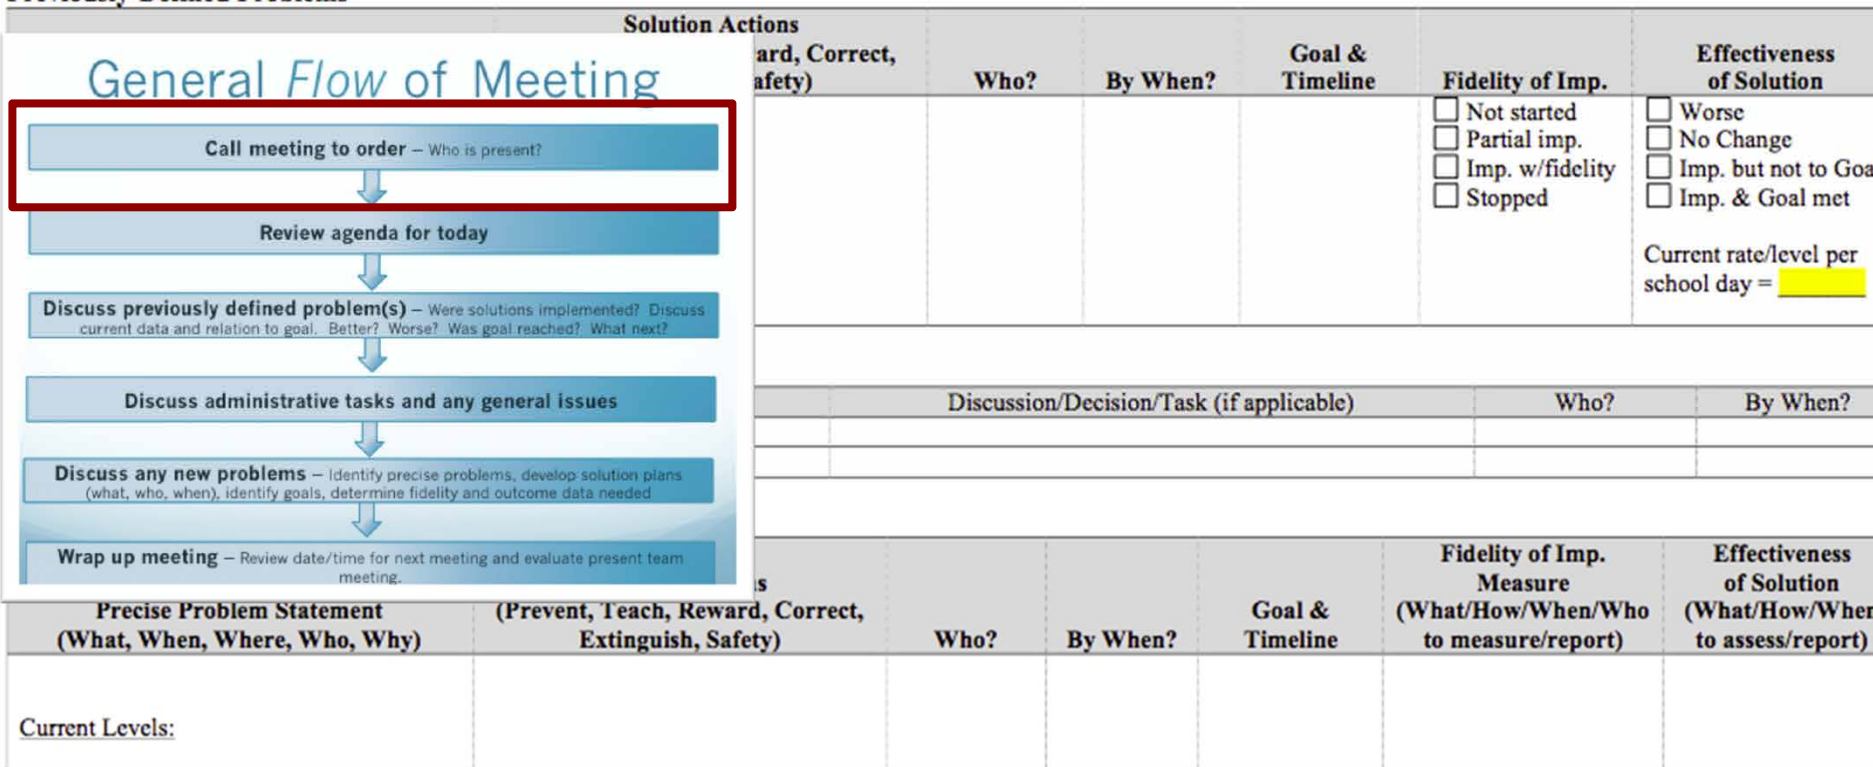 Solution Actions
ard, Correct,
afety)
Who?
By When?
Goal &
Timeline
Fidelity of Imp.
Effectiveness
of Solution
Not started
Partial imp.
Imp. w/fidelity
Stopped
Worse
No Change
Imp. but not to Goa
Imp. & Goal met
Current rate/level per
school day =
General Flow of Meeting
Call meeting to order – Who is present?
Review agenda for today
Discuss previously defined problem(s) – Were solutions implemented? Discuss
current data and relation to goal. Better? Worse? Was goal reached? What next?
Discuss administrative tasks and any general issues
Discuss any new problems – Identify precise problems, develop solution plans
(what, who, when), identify goals, determine fidelity and outcome data needed
Wrap up meeting – Review date/time for next meeting and evaluate present team
meeting.
Discussion/Decision/Task (if applicable)
Who?
By When?
Precise Problem Statement
(What, When, Where, Who, Why)
s
(Prevent, Teach, Reward, Correct,
Extinguish, Safety)
Who?
By When?
Goal &
Timeline
Fidelity of Imp.
Measure
(What/How/When/Who
to measure/report)
Effectiveness
of Solution
(What/How/When
to assess/report)
Current Levels: